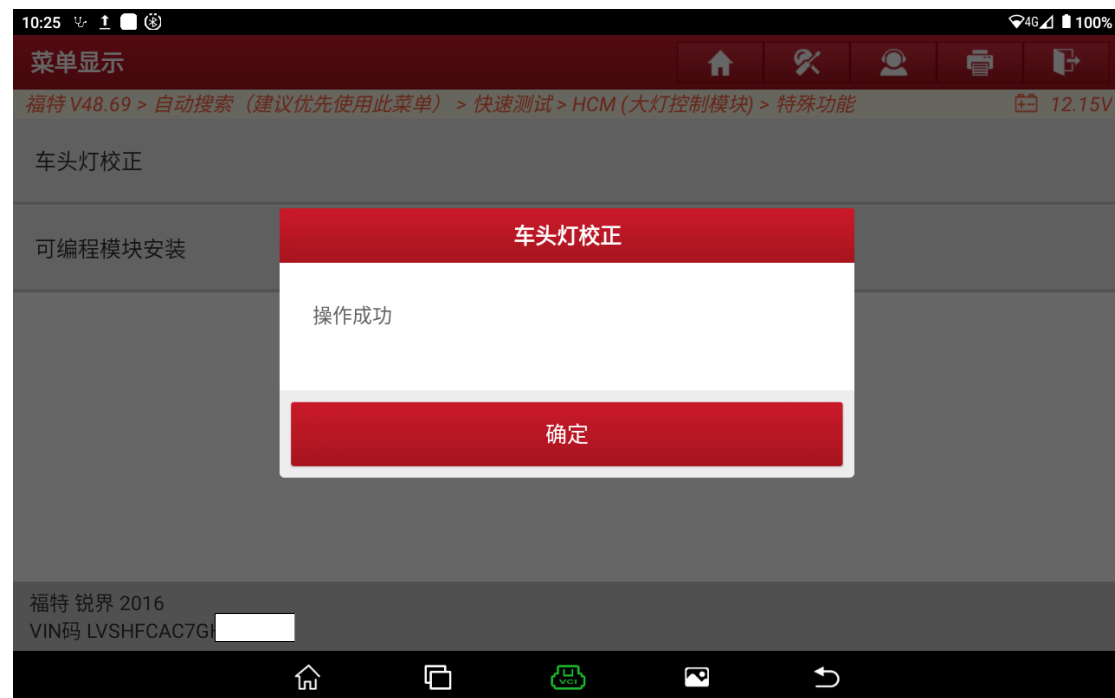 10:25 4G 100%
菜单显示
福特 V48.69 > 自动搜索（建议优先使用此菜单） > 快速测试 > HCM (大灯控制模块) > 特殊功能 12.15V
车头灯校正
可编程模块安装
车头灯校正
操作成功
确定
福特 锐界 2016
VIN码 LVSHFCAC7G
VCI